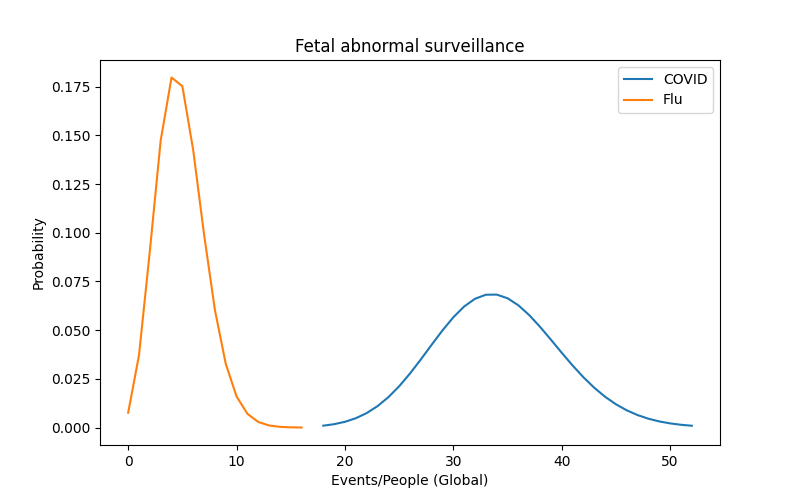 Fetal abnormal surveillance
COVID
Flu
Probability
0.175
0.150
0.125
0.100
0.075
0.050
0.025
0.000
0 10 20 30 40 50
Events/People (Global)